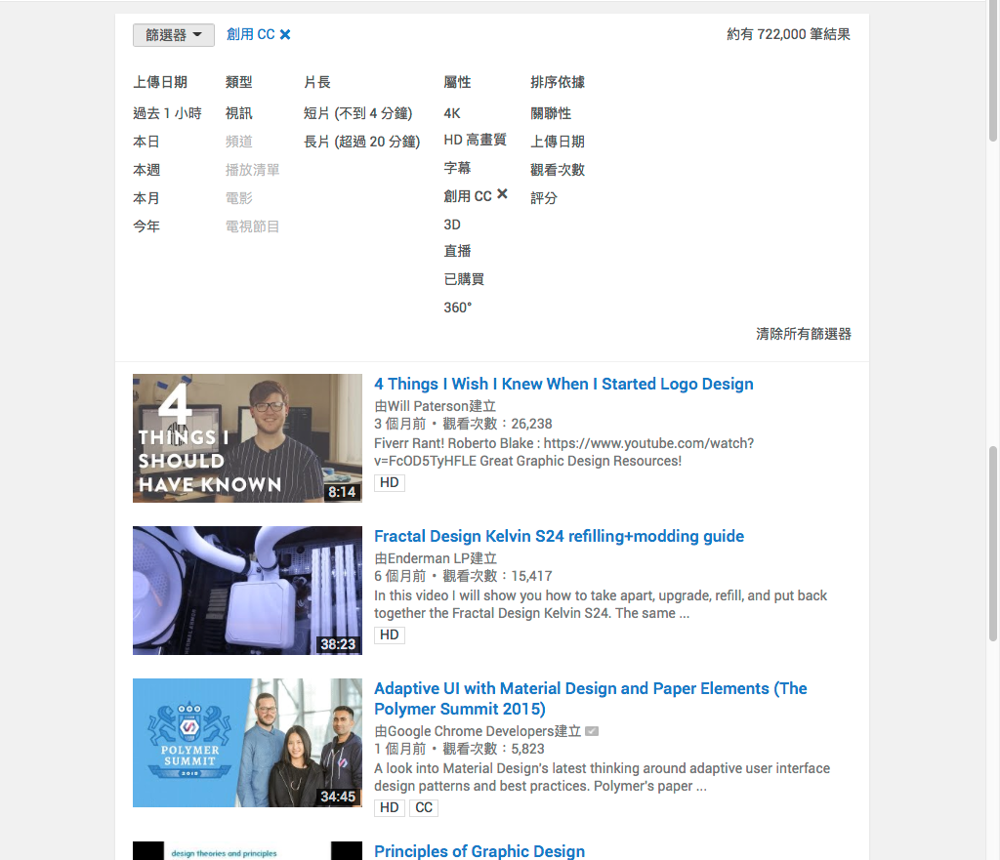 篩選器 創用 CC
約有 722,000 筆結果
上傳日期 類型 片長 屬性 排序依據
過去 1 小時 視訊 短片 (不到 4 分鐘) 4K 關聯性
本日 頻道 長片 (超過 20 分鐘) HD 高畫質 上傳日期
本週 播放清單 字幕 觀看次數
本月 電影 創用 CC 評分
今年 電視節目 3D
直播
已購買
360°
清除所有篩選器
4
THINGS I
SHOULD
HAVE KNOWN
8:14
4 Things I Wish I Knew When I Started Logo Design
由Will Paterson建立
3 個月前・觀看次數：26,238
Fiverr Rant! Roberto Blake : https://www.youtube.com/watch?
v=FcOD5TyHFLE Great Graphic Design Resources!
HD
38:23
Fractal Design Kelvin S24 refilling+modding guide
由Enderman LP建立
6 個月前・觀看次數：15,417
In this video I will show you how to take apart, upgrade, refill, and put back
together the Fractal Design Kelvin S24. The same ...
HD
POLYMER
SUMMIT
2015
34:45
Adaptive UI with Material Design and Paper Elements (The
Polymer Summit 2015)
由Google Chrome Developers建立
1 個月前・觀看次數：5,823
A look into Material Design's latest thinking around adaptive user interface
design patterns and best practices. Polymer's paper ...
HD CC
design theories and principles
Principles of Graphic Design